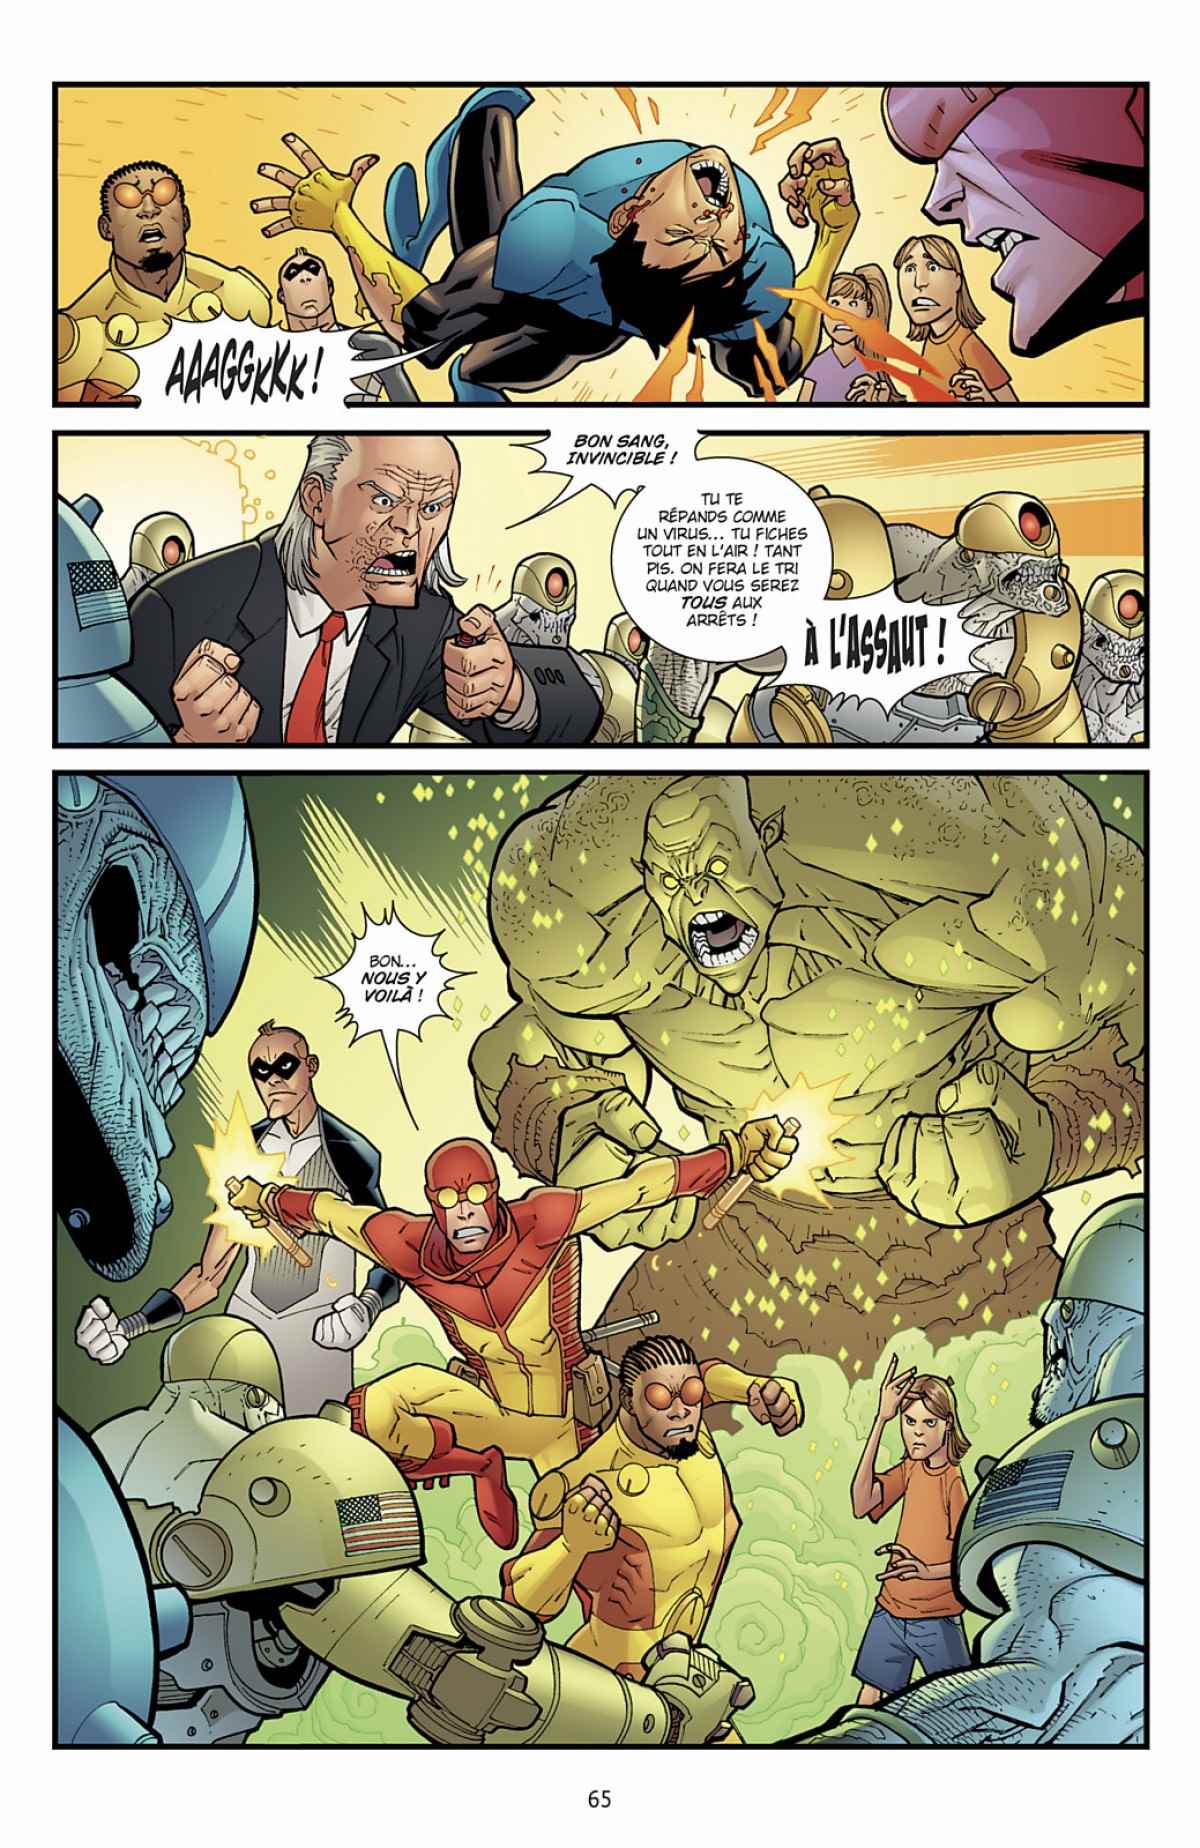 AAAGGKKK !
BON SANG,
INVINCIBLE !
TU TE
RÉPANDS COMME
UN VIRUS... TU FICHES
TOUT EN L'AIR ! TANT
PIS. ON FERA LE TRI
QUAND VOUS SEREZ
TOUS AUX
ARRÊTS !
À L'ASSAUT !
BON...
NOUS Y
VOILÀ !
65